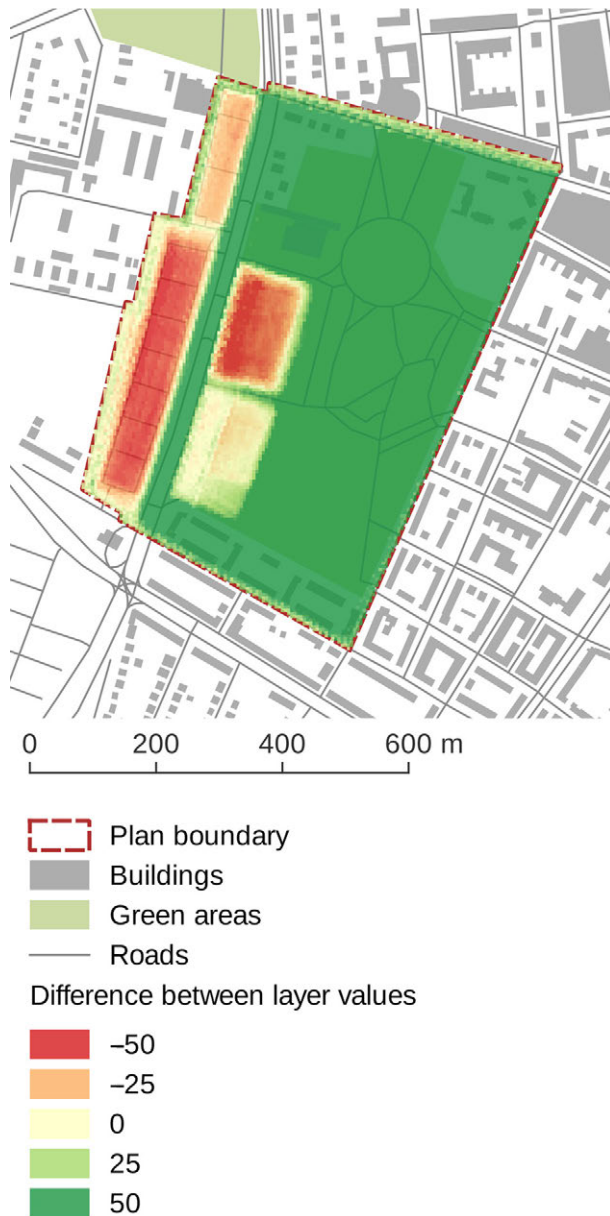 0 200 400 600 m
Plan boundary
Buildings
Green areas
Roads
Difference between layer values
–50
–25
0
25
50